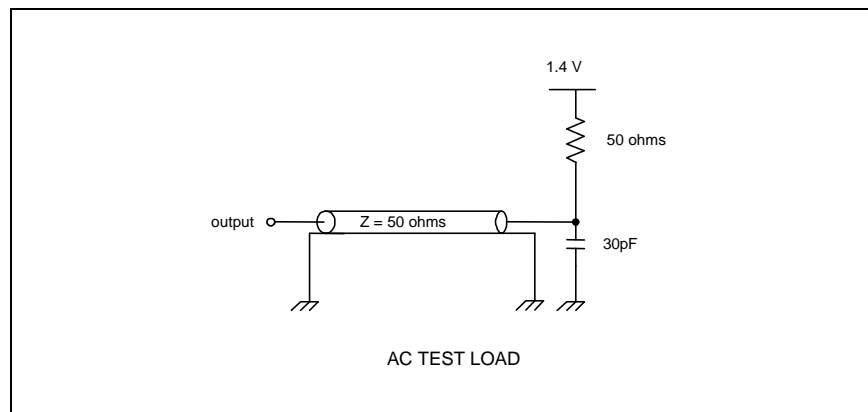 1.4 V
50 ohms
output
Z = 50 ohms
30pF
AC TEST LOAD